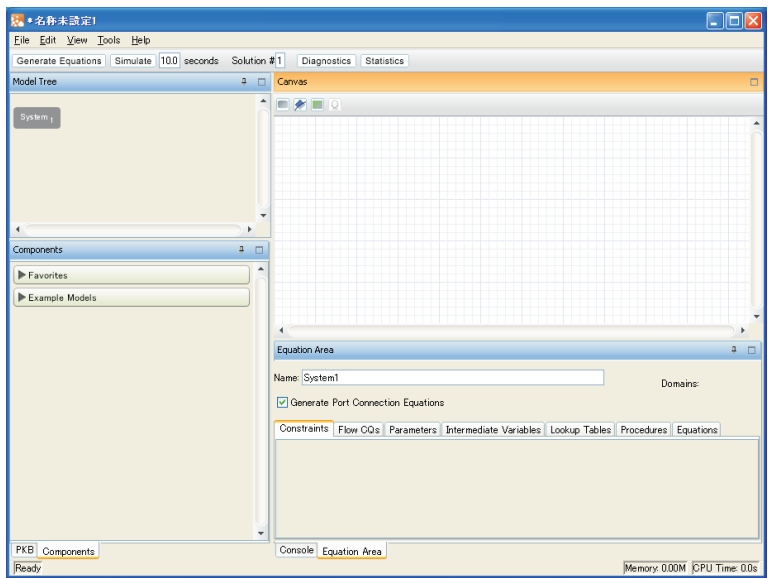 *名称未設定1
File Edit View Tools Help
Generate Equations Simulate 10.0 seconds Solution # 1 Diagnostics Statistics
Model Tree
Canvas
System 1
Components
Favorites
Example Models
Equation Area
Name: System1
Domains:
Generate Port Connection Equations
Constraints Flow CQs Parameters Intermediate Variables Lookup Tables Procedures Equations
PKB Components
Console Equation Area
Ready
Memory: 0.00M CPU Time: 0.0s